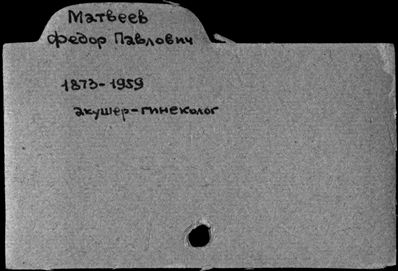 Матвеев
Федор Павлович
1873-1959
акушер-гинеколог